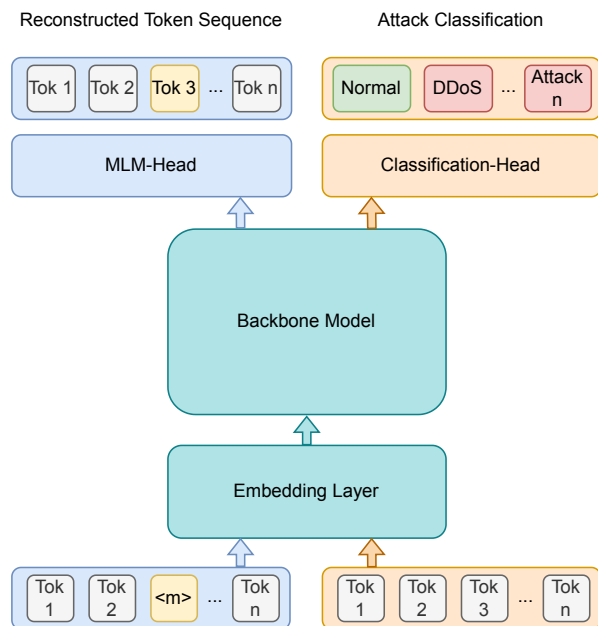 Reconstructed Token Sequence
Attack Classification
Tok 1 Tok 2 Tok 3 ... Tok n
Normal DDoS ... Attack
n
MLM-Head
Classification-Head
Backbone Model
Embedding Layer
Tok
1
Tok
2
<m>
...
Tok
n
Tok
1
Tok
2
Tok
3
...
Tok
n